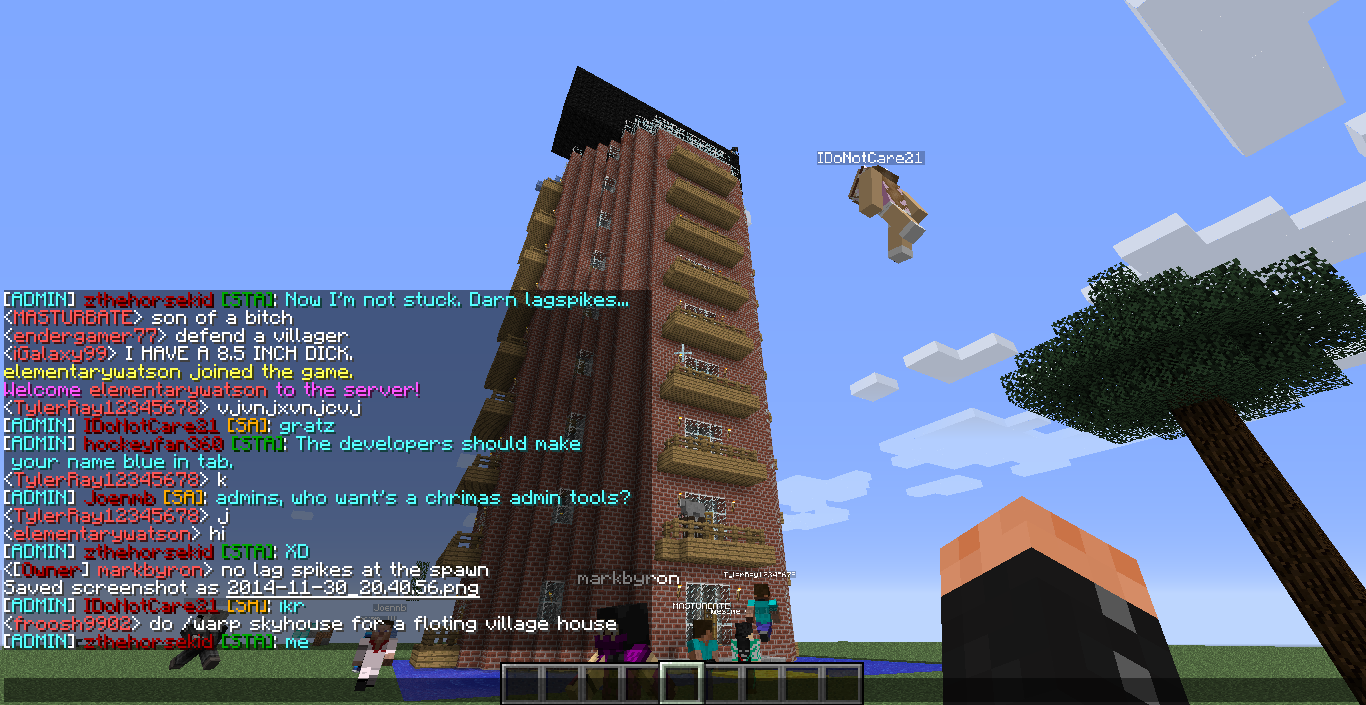 IDoNotCare21
[ADMIN] zthehorsekid [STA]: Now I'm not stuck. Darn lagspikes...
<MASTURBATE> son of a bitch
<endergamer77> defend a villager
<iGalaxy99> I HAVE A 8.5 INCH DICK.
elementarywatson joined the game.
Welcome elementarywatson to the server!
<TylerRay12345678> vjvnjxvnjcvj
[ADMIN] IDoNotCare21 [SA]: gratz
[ADMIN] hockeyfan360 [STA]: The developers should make
your name blue in tab.
<TylerRay12345678> k
[ADMIN] Joenmb [SA]: admins, who want's a chrimas admin tools?
<TylerRay12345678> j
<elementarywatson> hi
[ADMIN] zthehorsekid [STA]: XD
<[Owner] markbyron> no lag spikes at the spawn
Saved screenshot as 2014-11-30_20.40.56.png
[ADMIN] IDoNotCare21 [SA]: ikr
<froosh9902> do /warp skyhouse for a floting village house
[ADMIN] zthehorsekid [STA]: me
markbyron
TylerRay12345678
MASTURBATE
Joenmb